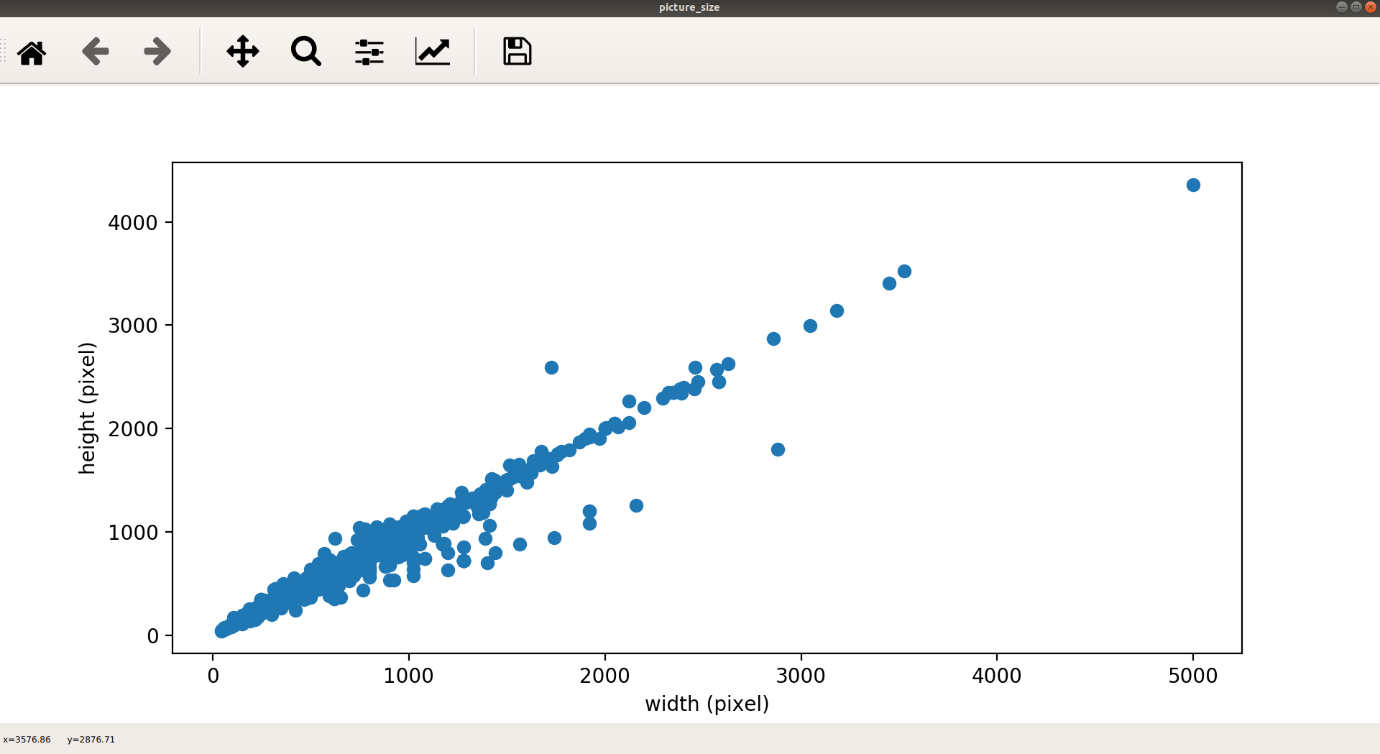 picture_size
4000
3000
2000
1000
0
height (pixel)
0 1000 2000 3000 4000 5000
width (pixel)
x=3576.86 y=2876.71